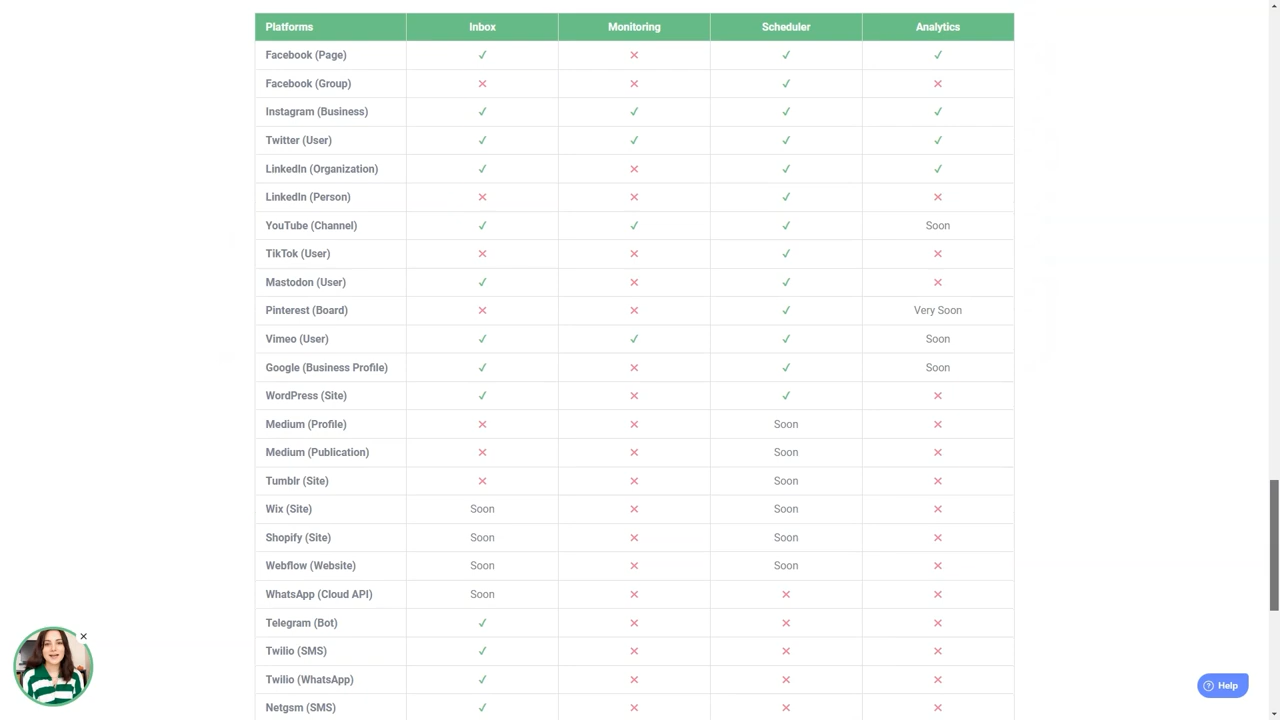 Platforms Inbox Monitoring Scheduler Analytics
Facebook (Page) ✓ ✕ ✓ ✓
Facebook (Group) ✕ ✕ ✓ ✕
Instagram (Business) ✓ ✓ ✓ ✓
Twitter (User) ✓ ✓ ✓ ✓
LinkedIn (Organization) ✓ ✕ ✓ ✓
LinkedIn (Person) ✕ ✕ ✓ ✕
YouTube (Channel) ✓ ✓ ✓ Soon
TikTok (User) ✕ ✕ ✓ ✕
Mastodon (User) ✓ ✕ ✓ ✕
Pinterest (Board) ✕ ✕ ✓ Very Soon
Vimeo (User) ✓ ✓ ✓ Soon
Google (Business Profile) ✓ ✕ ✓ Soon
WordPress (Site) ✓ ✕ ✓ ✕
Medium (Profile) ✕ ✕ Soon ✕
Medium (Publication) ✕ ✕ Soon ✕
Tumblr (Site) ✕ ✕ Soon ✕
Wix (Site) Soon ✕ Soon ✕
Shopify (Site) Soon ✕ Soon ✕
Webflow (Website) Soon ✕ Soon ✕
WhatsApp (Cloud API) Soon ✕ ✕ ✕
Telegram (Bot) ✓ ✕ ✕ ✕
Twilio (SMS) ✓ ✕ ✕ ✕
Twilio (WhatsApp) ✓ ✕ ✕ ✕
Netgsm (SMS) ✓ ✕ ✕ ✕
Help